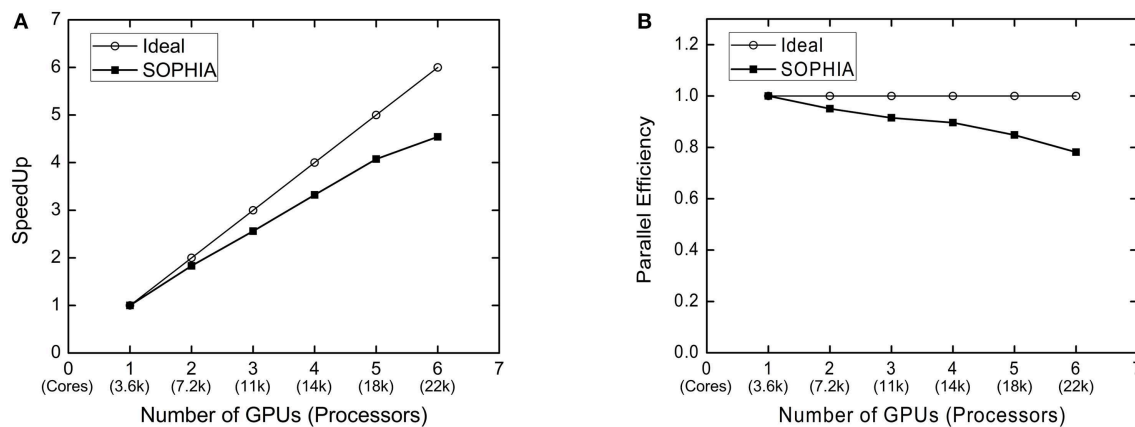 A
7
6
5
4
3
2
1
0
SpeedUp
Ideal
SOPHIA
0 1 2 3 4 5 6 7
(Cores) (3.6k) (7.2k) (11k) (14k) (18k) (22k)
Number of GPUs (Processors)
B
1.2
1.0
0.8
0.6
0.4
0.2
0.0
Parallel Efficiency
Ideal
SOPHIA
0 1 2 3 4 5 6 7
(Cores) (3.6k) (7.2k) (11k) (14k) (18k) (22k)
Number of GPUs (Processors)